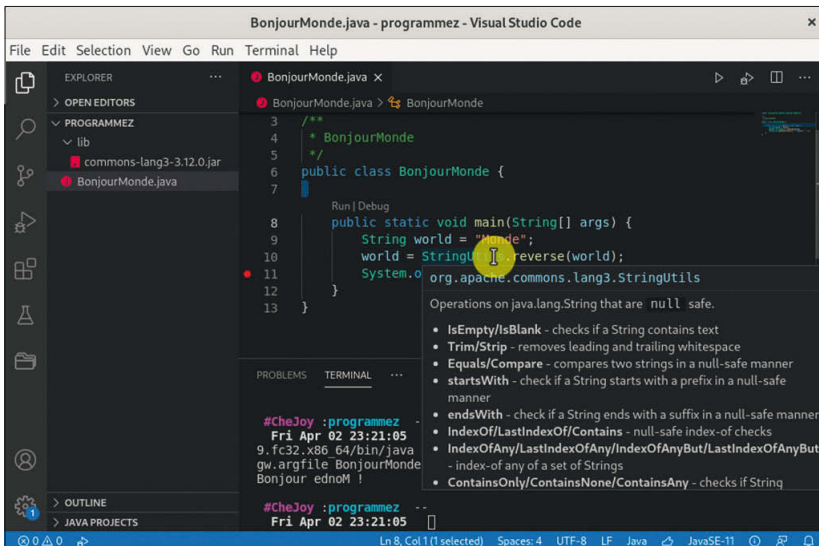 BonjourMonde.java - programmez - Visual Studio Code ×
File Edit Selection View Go Run Terminal Help
EXPLORER ···
> OPEN EDITORS
PROGRAMMEZ
lib
commons-lang3-3.12.0.jar
BonjourMonde.java
BonjourMonde.java ×
BonjourMonde.java > BonjourMonde
3 /**
4 * BonjourMonde
5 */
6 public class BonjourMonde {
7
Run | Debug
8 public static void main(String[] args) {
9 String world = "Monde";
10 world = StringUtils.reverse(world);
11 System.o
12 }
13 }
org.apache.commons.lang3.StringUtils
Operations on java.lang.String that are null safe.
• IsEmpty/IsBlank - checks if a String contains text
• Trim/Strip - removes leading and trailing whitespace
• Equals/Compare - compares two strings in a null-safe manner
• startsWith - check if a String starts with a prefix in a null-safe
manner
• endsWith - check if a String ends with a suffix in a null-safe manner
• IndexOf/LastIndexOf/Contains - null-safe index-of checks
• IndexOfAny/LastIndexOfAny/IndexOfAnyBut/LastIndexOfAnyBut
- index-of any of a set of Strings
• ContainsOnly/ContainsNone/ContainsAny - checks if String
PROBLEMS TERMINAL ···
#CheJoy :programmez -
Fri Apr 02 23:21:05
9.fc32.x86_64/bin/java
gw.argfile BonjourMonde
Bonjour ednoM !
#CheJoy :programmez --
Fri Apr 02 23:21:05
> OUTLINE
> JAVA PROJECTS
1
0 0 Ln 8, Col 1 (1 selected) Spaces: 4 UTF-8 LF Java JavaSE-11